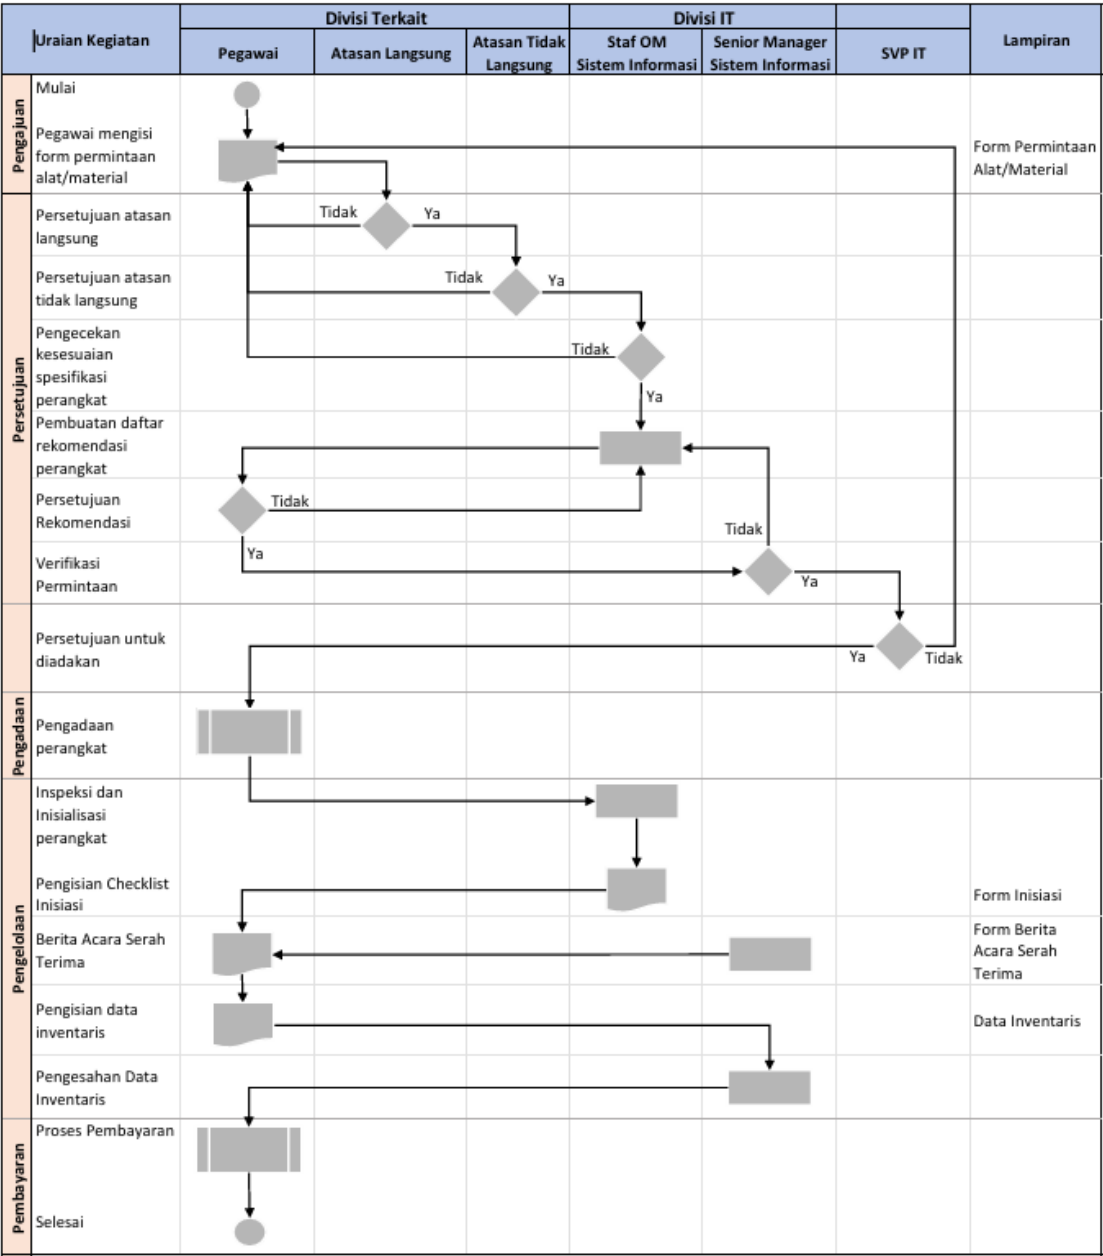 Uraian Kegiatan
Divisi Terkait
Divisi IT
Pegawai
Atasan Langsung
Atasan Tidak
Langsung
Staf OM
Sistem Informasi
Senior Manager
Sistem Informasi
SVP IT
Lampiran
Pengajuan
Mulai
Pegawai mengisi
form permintaan
alat/material
Form Permintaan
Alat/Material
Persetujuan
Persetujuan atasan
langsung
Tidak
Ya
Persetujuan atasan
tidak langsung
Tidak
Ya
Pengecekan
kesesuaian
spesifikasi
perangkat
Tidak
Ya
Pembuatan daftar
rekomendasi
perangkat
Persetujuan
Rekomendasi
Tidak
Ya
Verifikasi
Permintaan
Tidak
Ya
Persetujuan untuk
diadakan
Ya
Tidak
Pengadaan
Pengadaan
perangkat
Pengelolaan
Inspeksi dan
Inisialisasi
perangkat
Pengisian Checklist
Inisiasi
Form Inisiasi
Berita Acara Serah
Terima
Form Berita
Acara Serah
Terima
Pengisian data
inventaris
Data Inventaris
Pengesahan Data
Inventaris
Pembayaran
Proses Pembayaran
Selesai